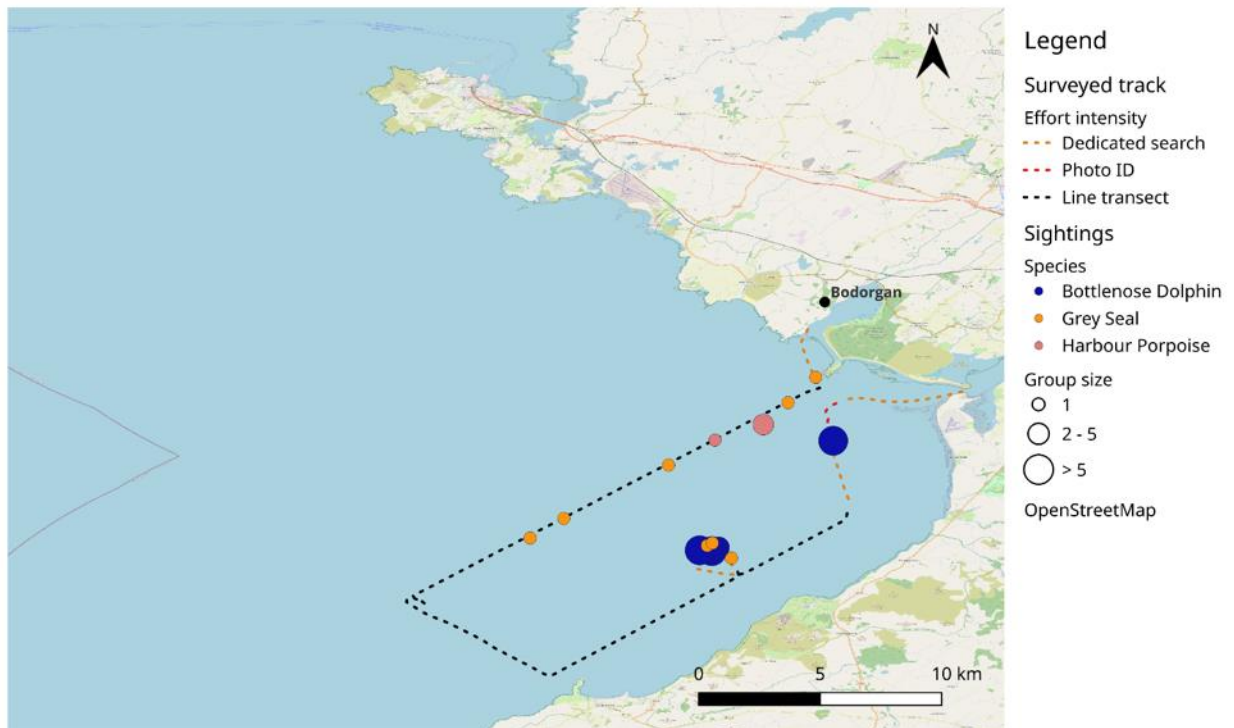 N
Bodorgan
0 5 10 km
Legend
Surveyed track
Effort intensity
Dedicated search
Photo ID
Line transect
Sightings
Species
Bottlenose Dolphin
Grey Seal
Harbour Porpoise
Group size
1
2 - 5
> 5
OpenStreetMap